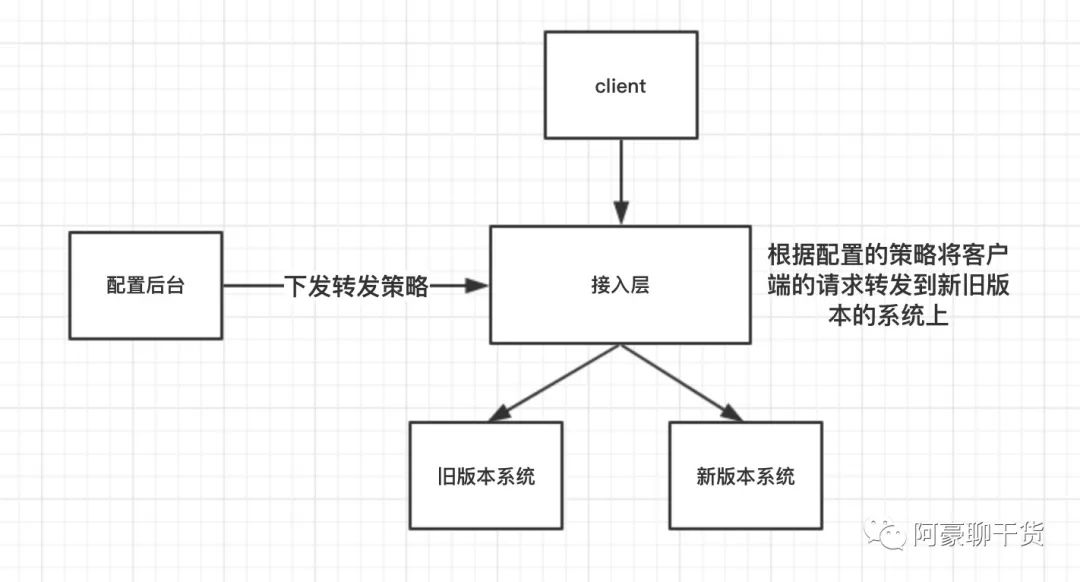 client
配置后台
下发转发策略
接入层
根据配置的策略将客户
端的请求转发到新旧版
本的系统上
旧版本系统
新版本系统
阿豪聊干货